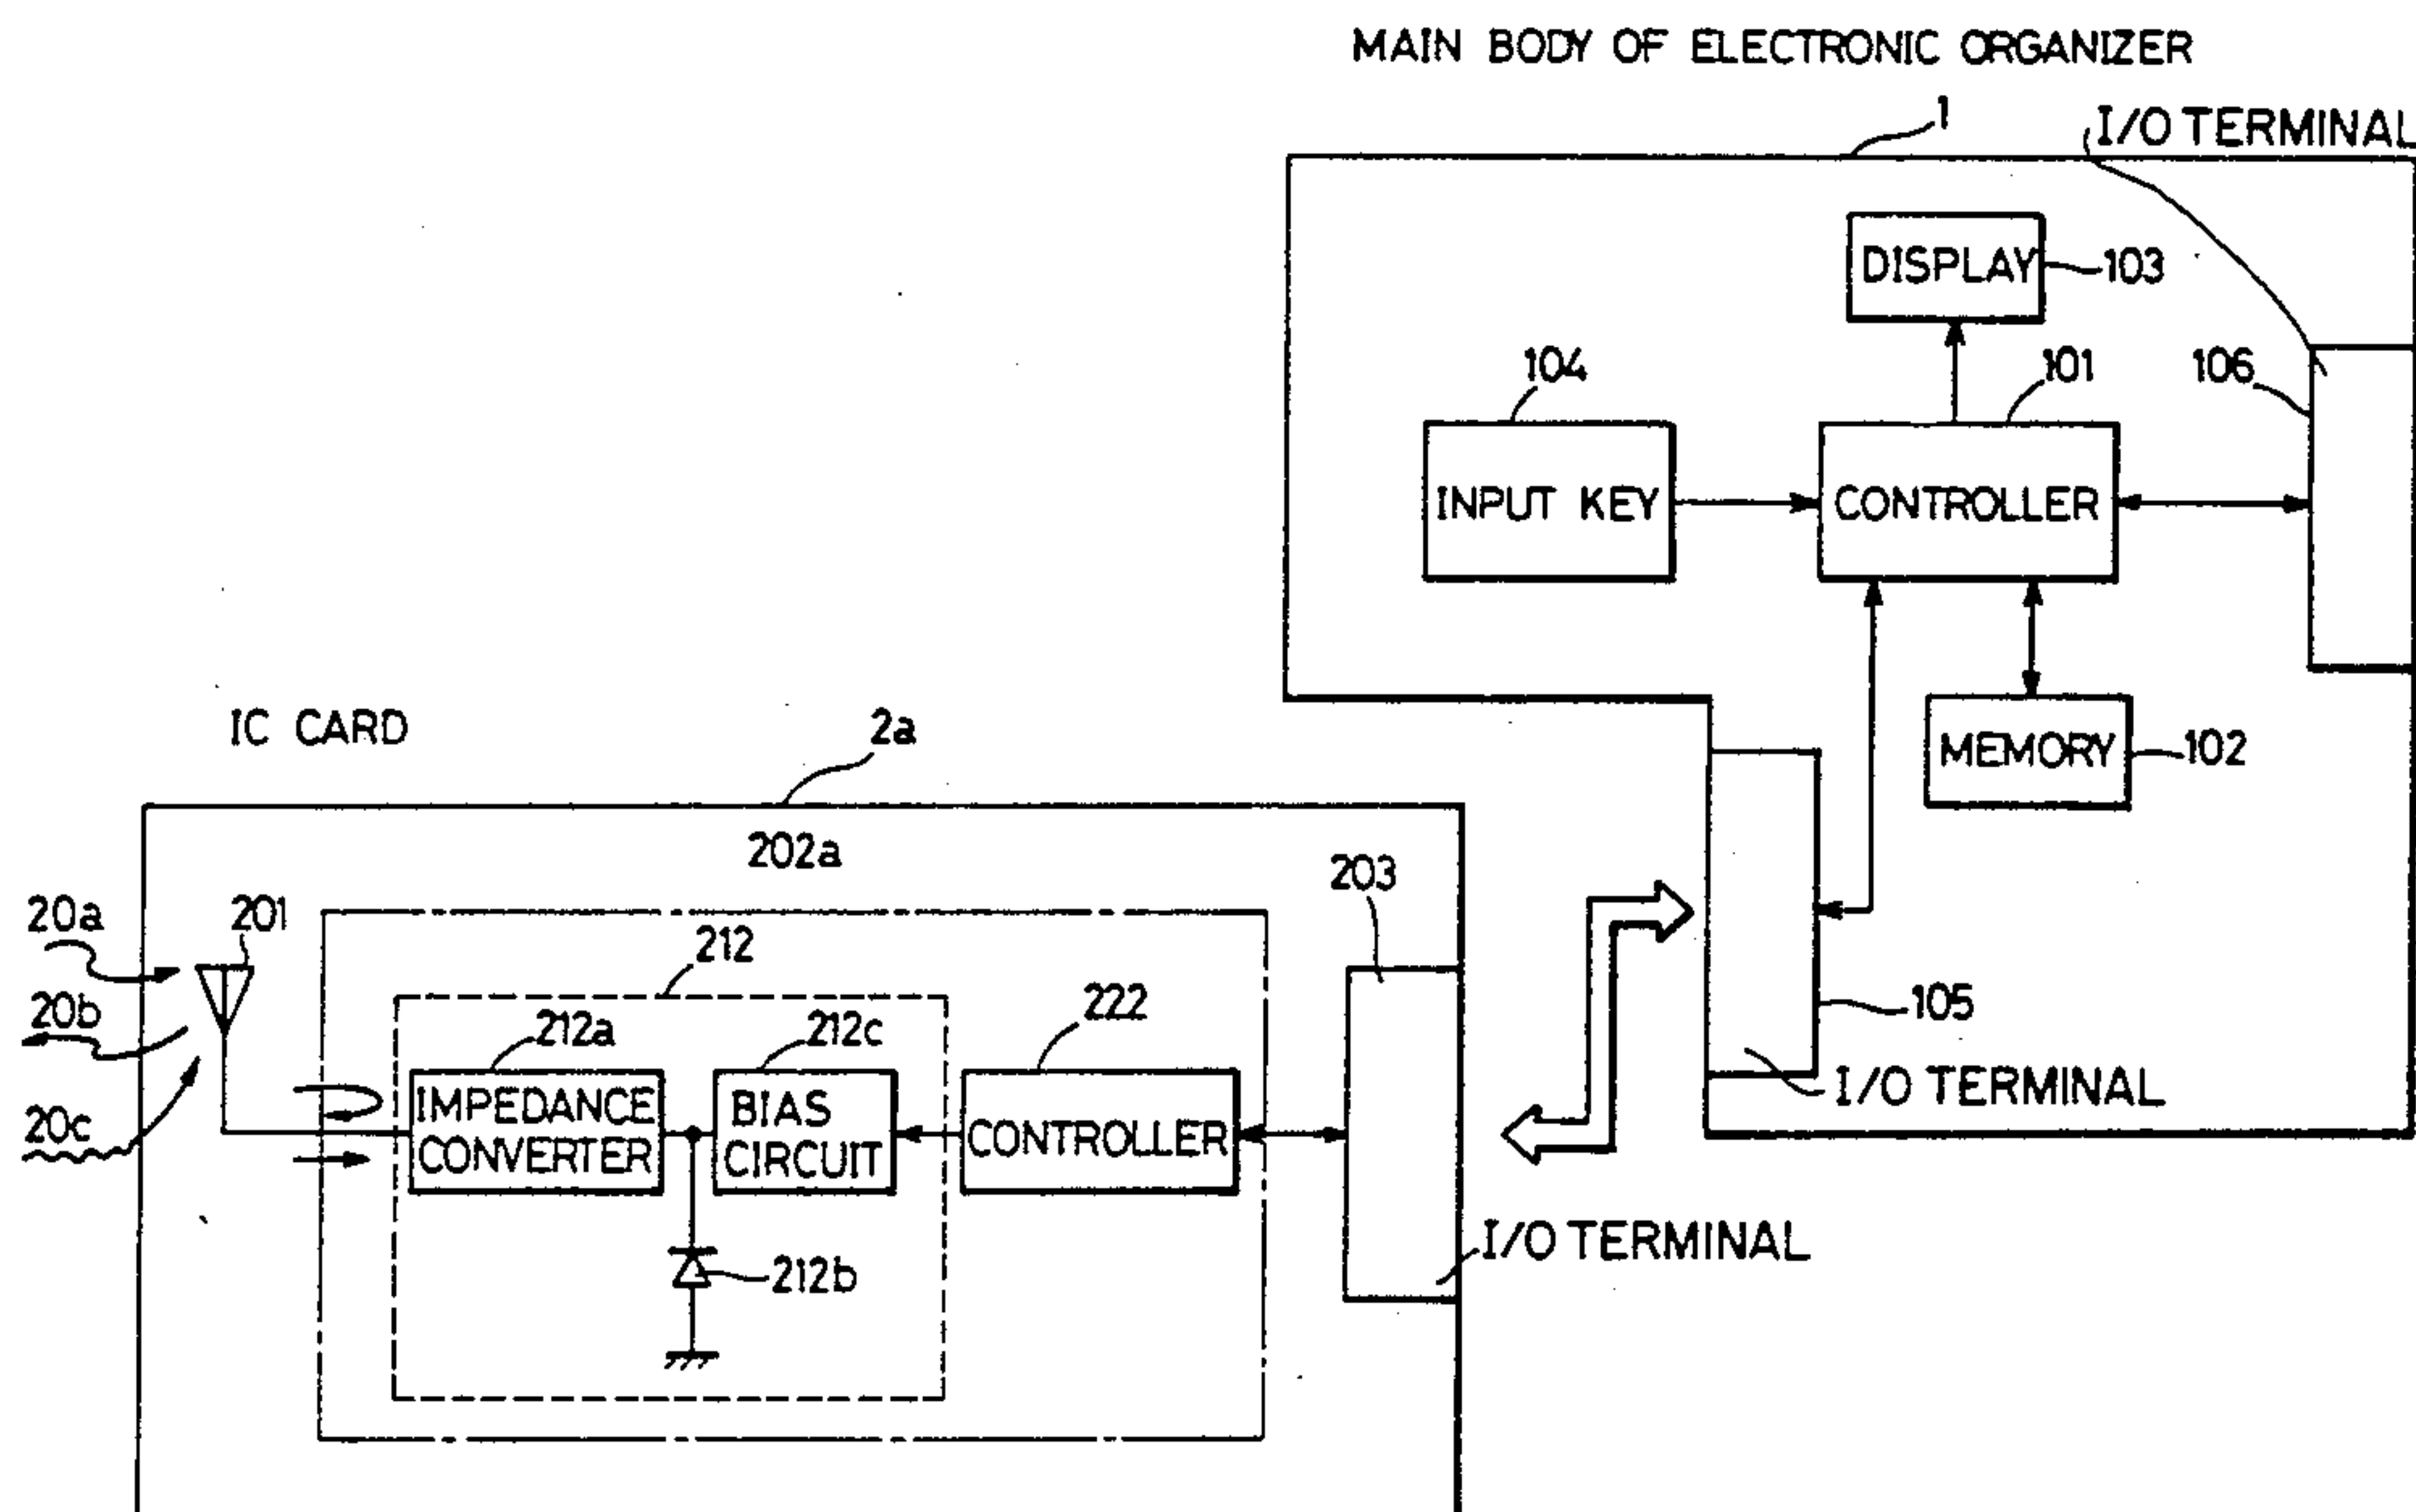 MAIN BODY OF ELECTRONIC ORGANIZER
1
I/O TERMINAL
DISPLAY
103
104
101
106
INPUT KEY
CONTROLLER
IC CARD
2a
MEMORY
102
202a
203
20a
201
212
20b
212a
212c
222
105
20c
IMPEDANCE
CONVERTER
BIAS
CIRCUIT
CONTROLLER
I/O TERMINAL
I/O TERMINAL
212b